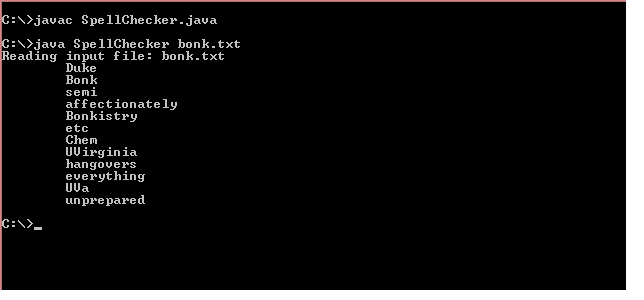 C:\>javac SpellChecker.java
C:\>java SpellChecker bonk.txt
Reading input file: bonk.txt
Duke
Bonk
semi
affectionately
Bonkistry
etc
Chem
UVirginia
hangovers
everything
UVa
unprepared
C:\>_